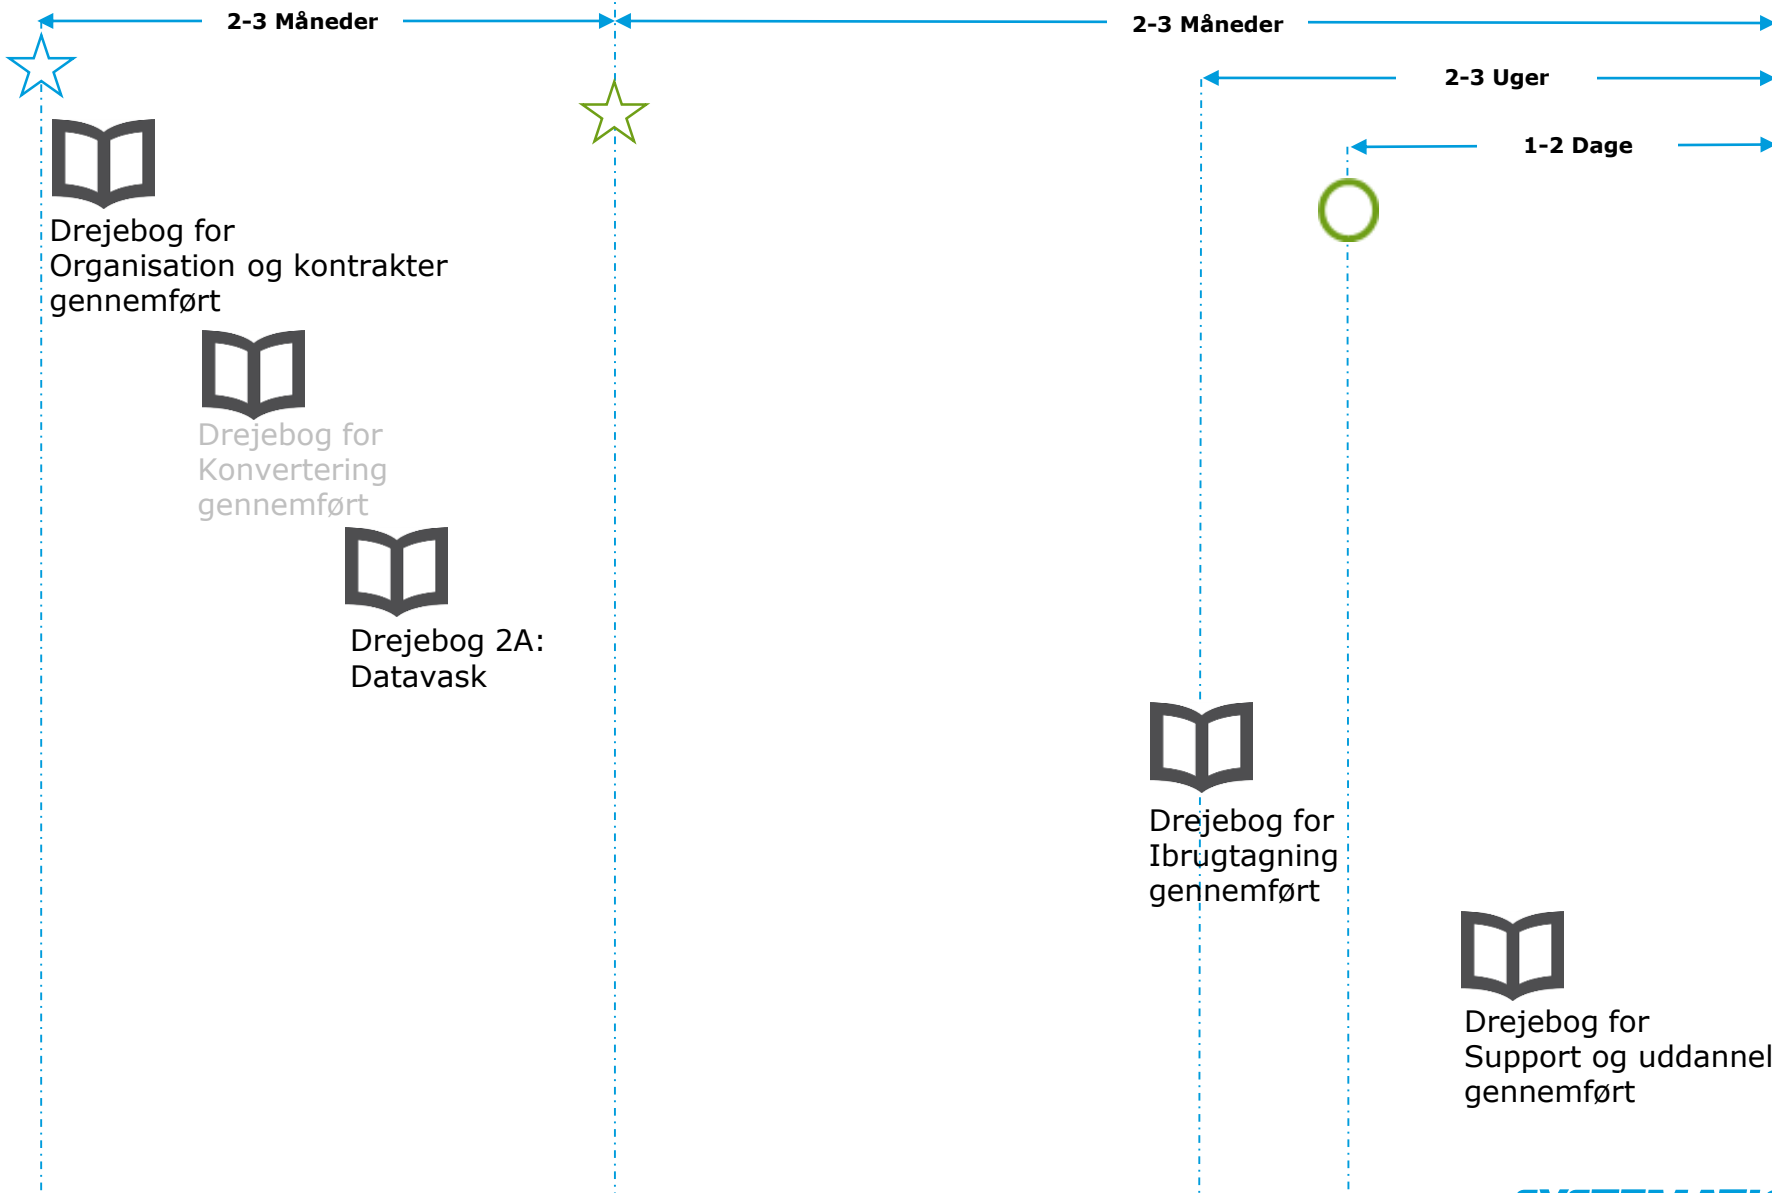 2-3 Måneder
2-3 Måneder
2-3 Uger
1-2 Dage
Drejebog for
Organisation og kontrakter
gennemført
Drejebog for
Konvertering
gennemført
Drejebog 2A:
Datavask
Drejebog for
Ibrugtagning
gennemført
Drejebog for
Support og uddannel
gennemført